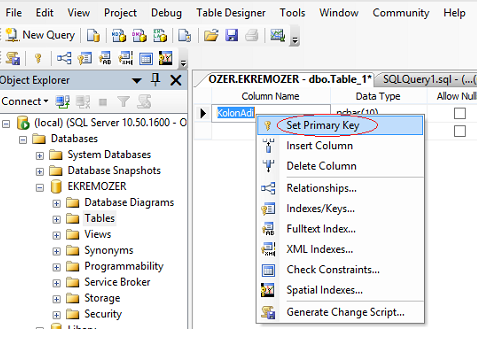 File Edit View Project Debug Table Designer Tools Window Community Help
New Query
Object Explorer
Connect
(local) (SQL Server 10.50.1600 - O
Databases
System Databases
Database Snapshots
EKREMOZER
Database Diagrams
Tables
Views
Synonyms
Programmability
Service Broker
Storage
Security
OZER.EKREMOZER - dbo.Table_1* SQLQuery1.sql - (...(
Column Name Data Type Allow Null
KolonAdi nchar(10)
Set Primary Key
Insert Column
Delete Column
Relationships...
Indexes/Keys...
Fulltext Index...
XML Indexes...
Check Constraints...
Spatial Indexes...
Generate Change Script...